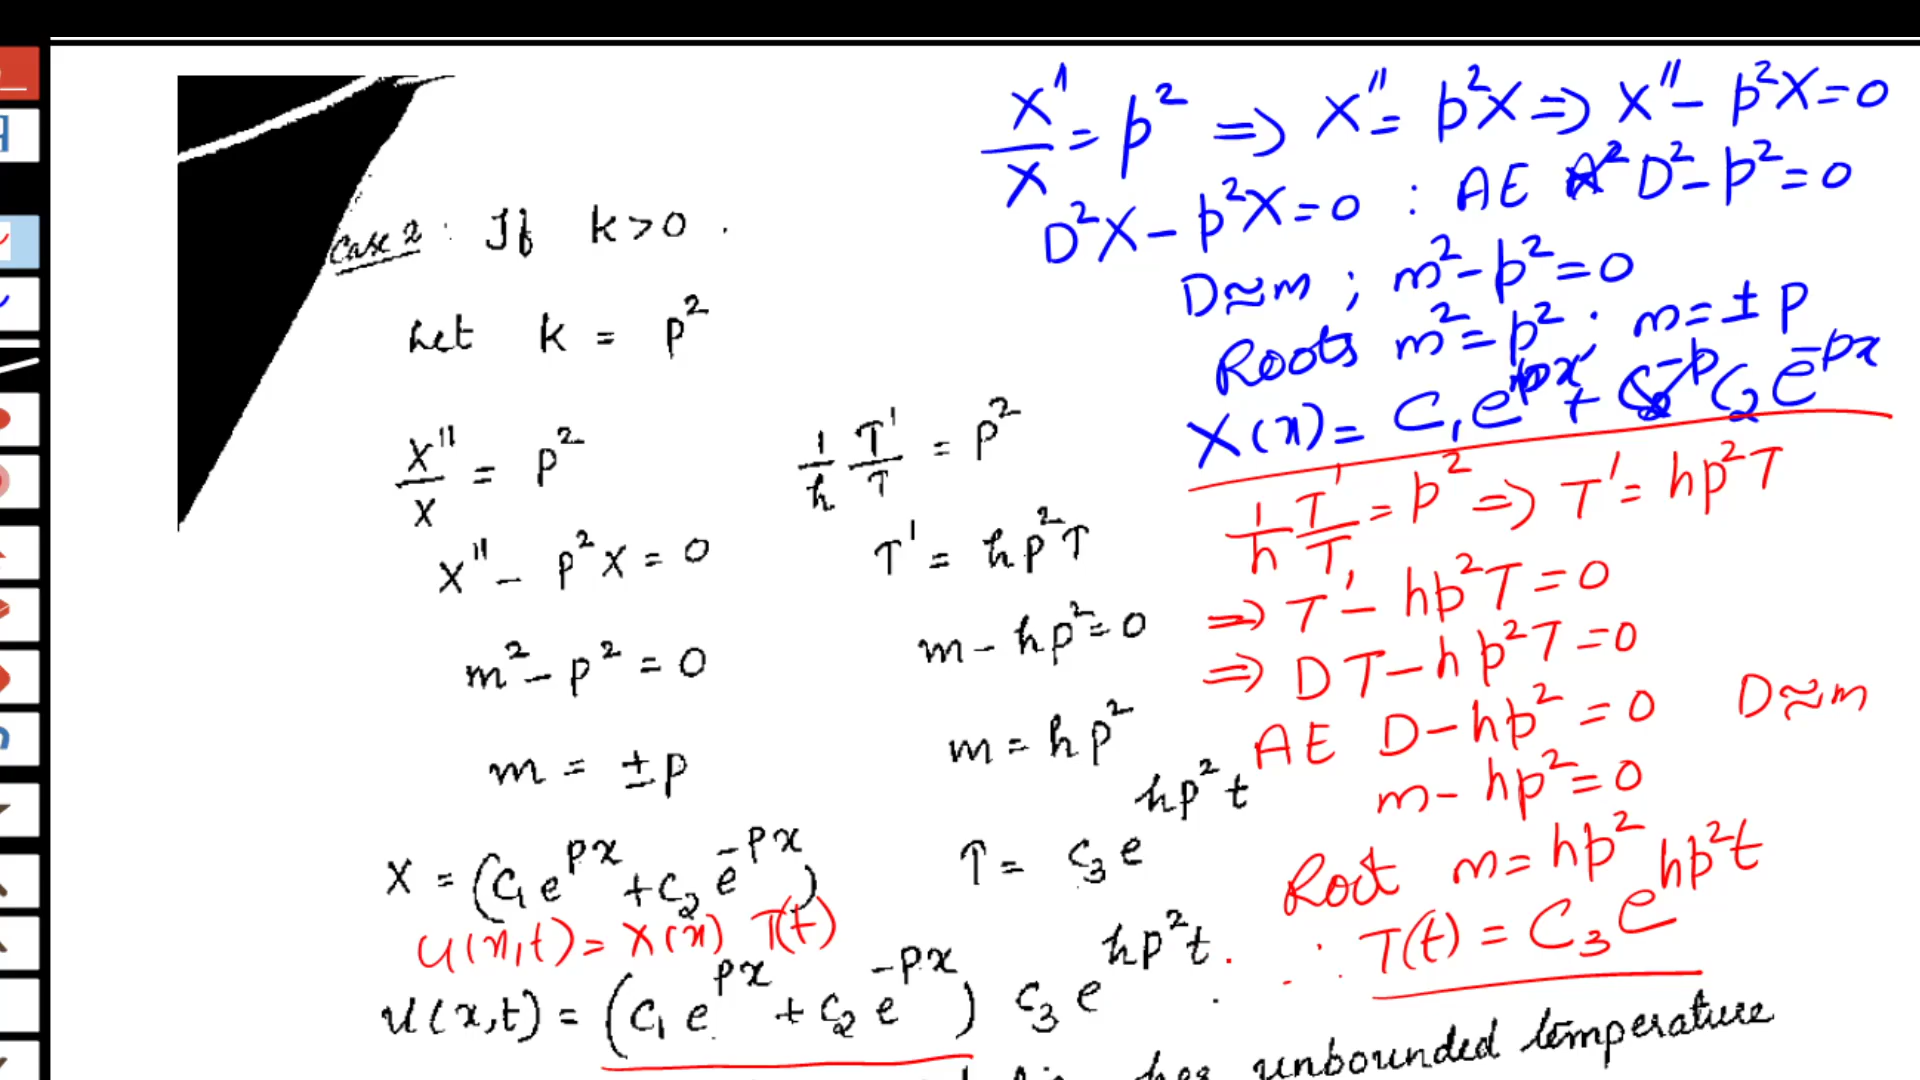 X'/X = p² ⇒ X'' = p²X ⇒ X'' - p²X = 0
D²X - p²X = 0 : AE D² - p² = 0
D≈m ; m² - p² = 0
Roots m² = p² ; m = ± p
X(x) = C₁e^px + C₂e^-px
Case 2 : If k > 0 .
Let k = p²
X''/X = p²
X'' - p²X = 0
m² - p² = 0
m = ±p
X = (C₁e^px + C₂e^-px)
1/h T'/T = p²
T' = hp²T
m - hp² = 0
m = hp²
T = C₃e^hp²t
1/h T'/T = p² ⇒ T' = hp²T
⇒ T' - hp²T = 0
⇒ DT - hp²T = 0
AE D - hp² = 0 D≈m
m - hp² = 0
Root m = hp²
∴ T(t) = C₃e^hp²t
u(x,t) = X(x) T(t)
u(x,t) = (C₁e^px + C₂e^-px) C₃e^hp²t .
has unbounded temperature